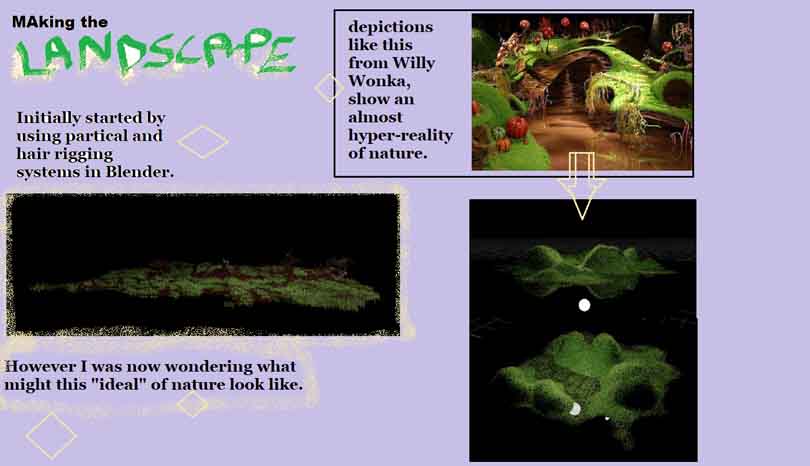 MAking the
LANDSCAPE
Initially started by
using partical and
hair rigging
systems in Blender.
depictions
like this
from Willy
Wonka,
show an
almost
hyper-reality
of nature.
However I was now wondering what
might this "ideal" of nature look like.